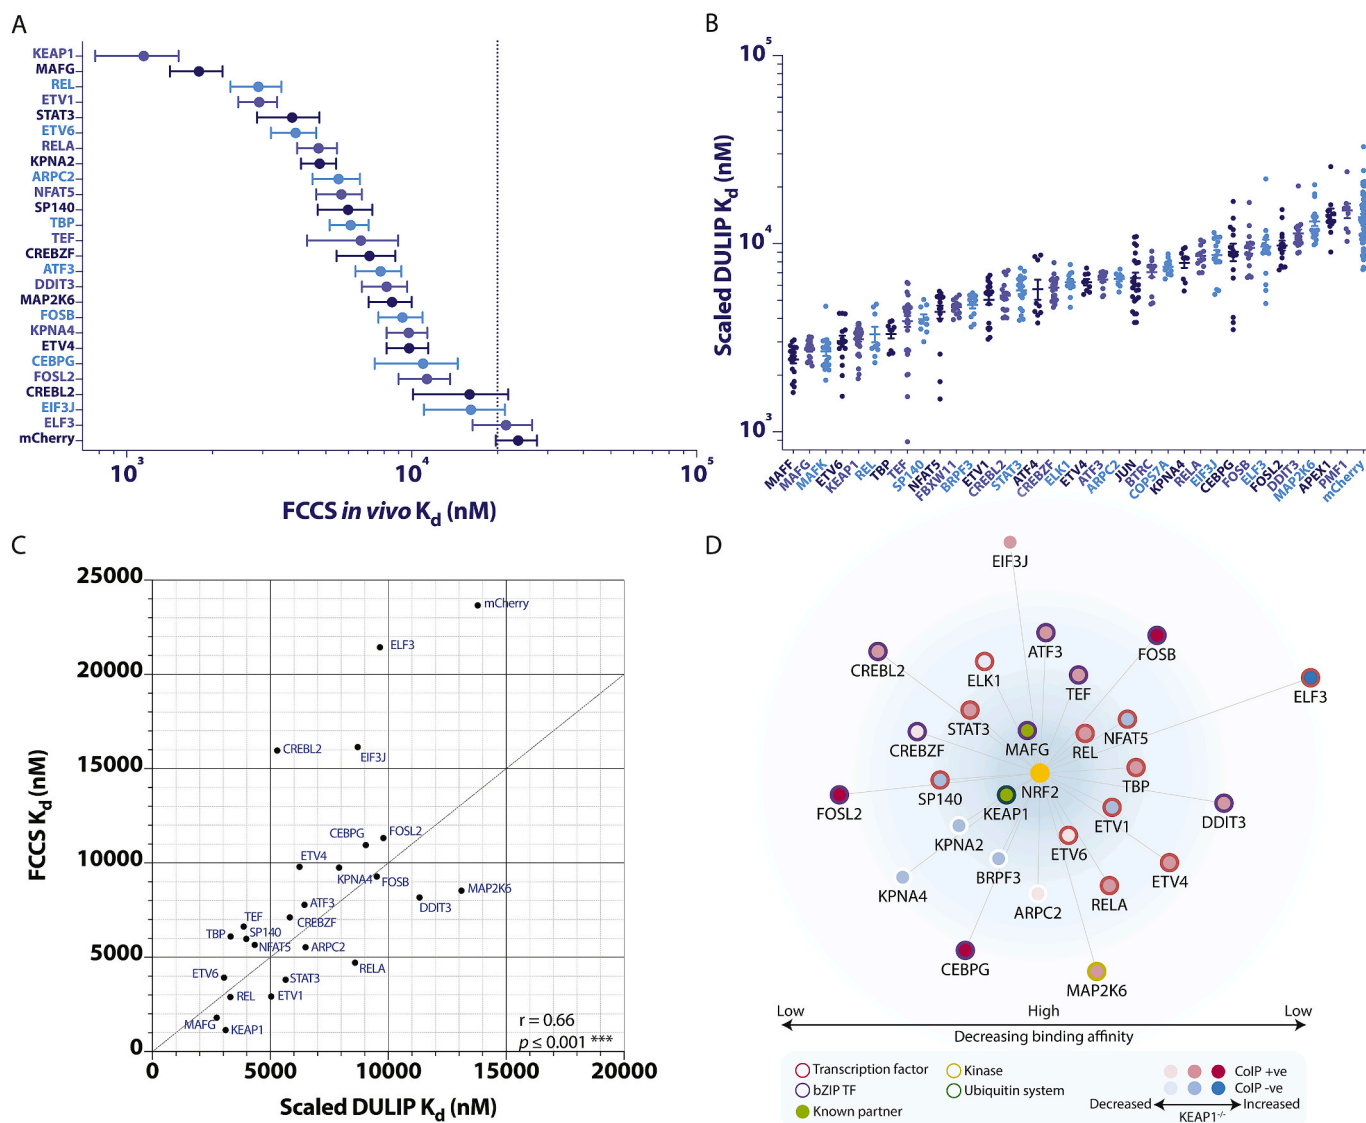 A
KEAP1
MAFG
REL
ETV1
STAT3
ETV6
RELA
KPNA2
ARPC2
NFAT5
SP140
TBP
TEF
CREBZF
ATF3
DDIT3
MAP2K6
FOSB
KPNA4
ETV4
CEBPG
FOSL2
CREBL2
EIF3J
ELF3
mCherry
10³ 10⁴ 10⁵
FCCS in vivo Kd (nM)
B
Scaled DULIP Kd (nM)
10⁵
10⁴
10³
MAFF MAFG MAFK ETV6 KEAP1 REL TBP TEF SP140 NFAT5 FBXW11 BRPF3 ETV1 CREBL2 STAT3 ATF4 CREBZF ELK1 ETV4 ATF3 ARPC2 JUN BTRC COPS7A KPNA4 RELA EIF3J CEBPG FOSB ELF3 FOSL2 DDIT3 MAP2K6 APEX1 PMF1 mCherry
C
FCCS Kd (nM)
25000
20000
15000
10000
5000
0
mCherry
ELF3
CREBL2
EIF3J
CEBPG
FOSL2
ETV4
KPNA4
FOSB
MAP2K6
DDIT3
ATF3
TEF
CREBZF
TBP
SP140
NFAT5
ARPC2
RELA
ETV6
STAT3
REL
ETV1
MAFG
KEAP1
r = 0.66
p ≤ 0.001 ***
0 5000 10000 15000 20000
Scaled DULIP Kd (nM)
D
EIF3J
ATF3
FOSB
CREBL2
ELK1
TEF
ELF3
STAT3
NFAT5
CREBZF
MAFG
REL
TBP
NRF2
SP140
FOSL2
KEAP1
DDIT3
ETV1
KPNA2
ETV6
BRPF3
ETV4
KPNA4
RELA
ARPC2
CEBPG
MAP2K6
Low High Low
Decreasing binding affinity
Transcription factor
bZIP TF
Known partner
Kinase
Ubiquitin system
CoIP +ve
CoIP -ve
Decreased Increased
KEAP1⁻/⁻